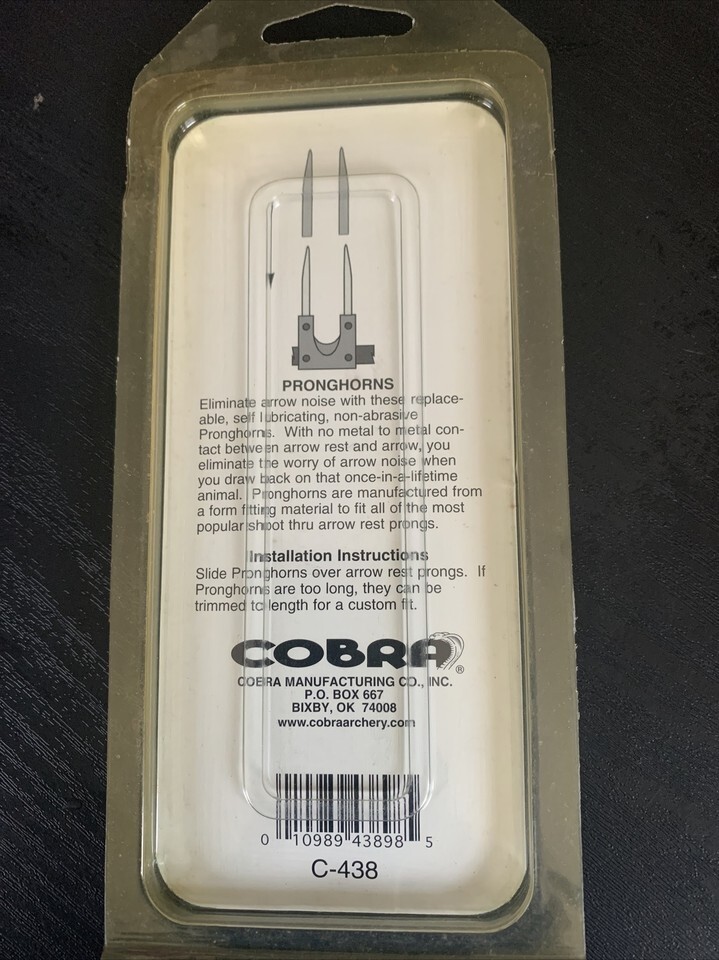 PRONGHORNS
Eliminate arrow noise with these replace-
able, self lubricating, non-abrasive
Pronghorns. With no metal to metal con-
tact between arrow rest and arrow, you
eliminate the worry of arrow noise when
you draw back on that once-in-a-lifetime
animal. Pronghorns are manufactured from
a form fitting material to fit all of the most
popular shoot thru arrow rest prongs.
Installation Instructions
Slide Pronghorns over arrow rest prongs. If
Pronghorns are too long, they can be
trimmed to length for a custom fit.
COBRA®
COBRA MANUFACTURING CO., INC.
P.O. BOX 667
BIXBY, OK 74008
www.cobraarchery.com
0 10989 43898 5
C-438